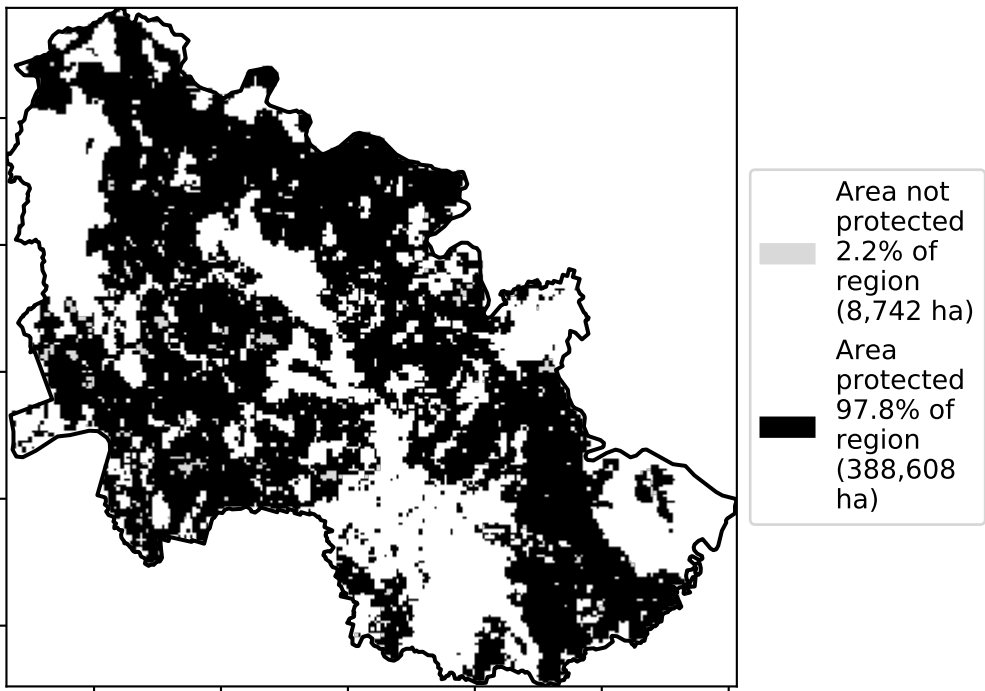 Area not
protected
2.2% of
region
(8,742 ha)
Area
protected
97.8% of
region
(388,608
ha)